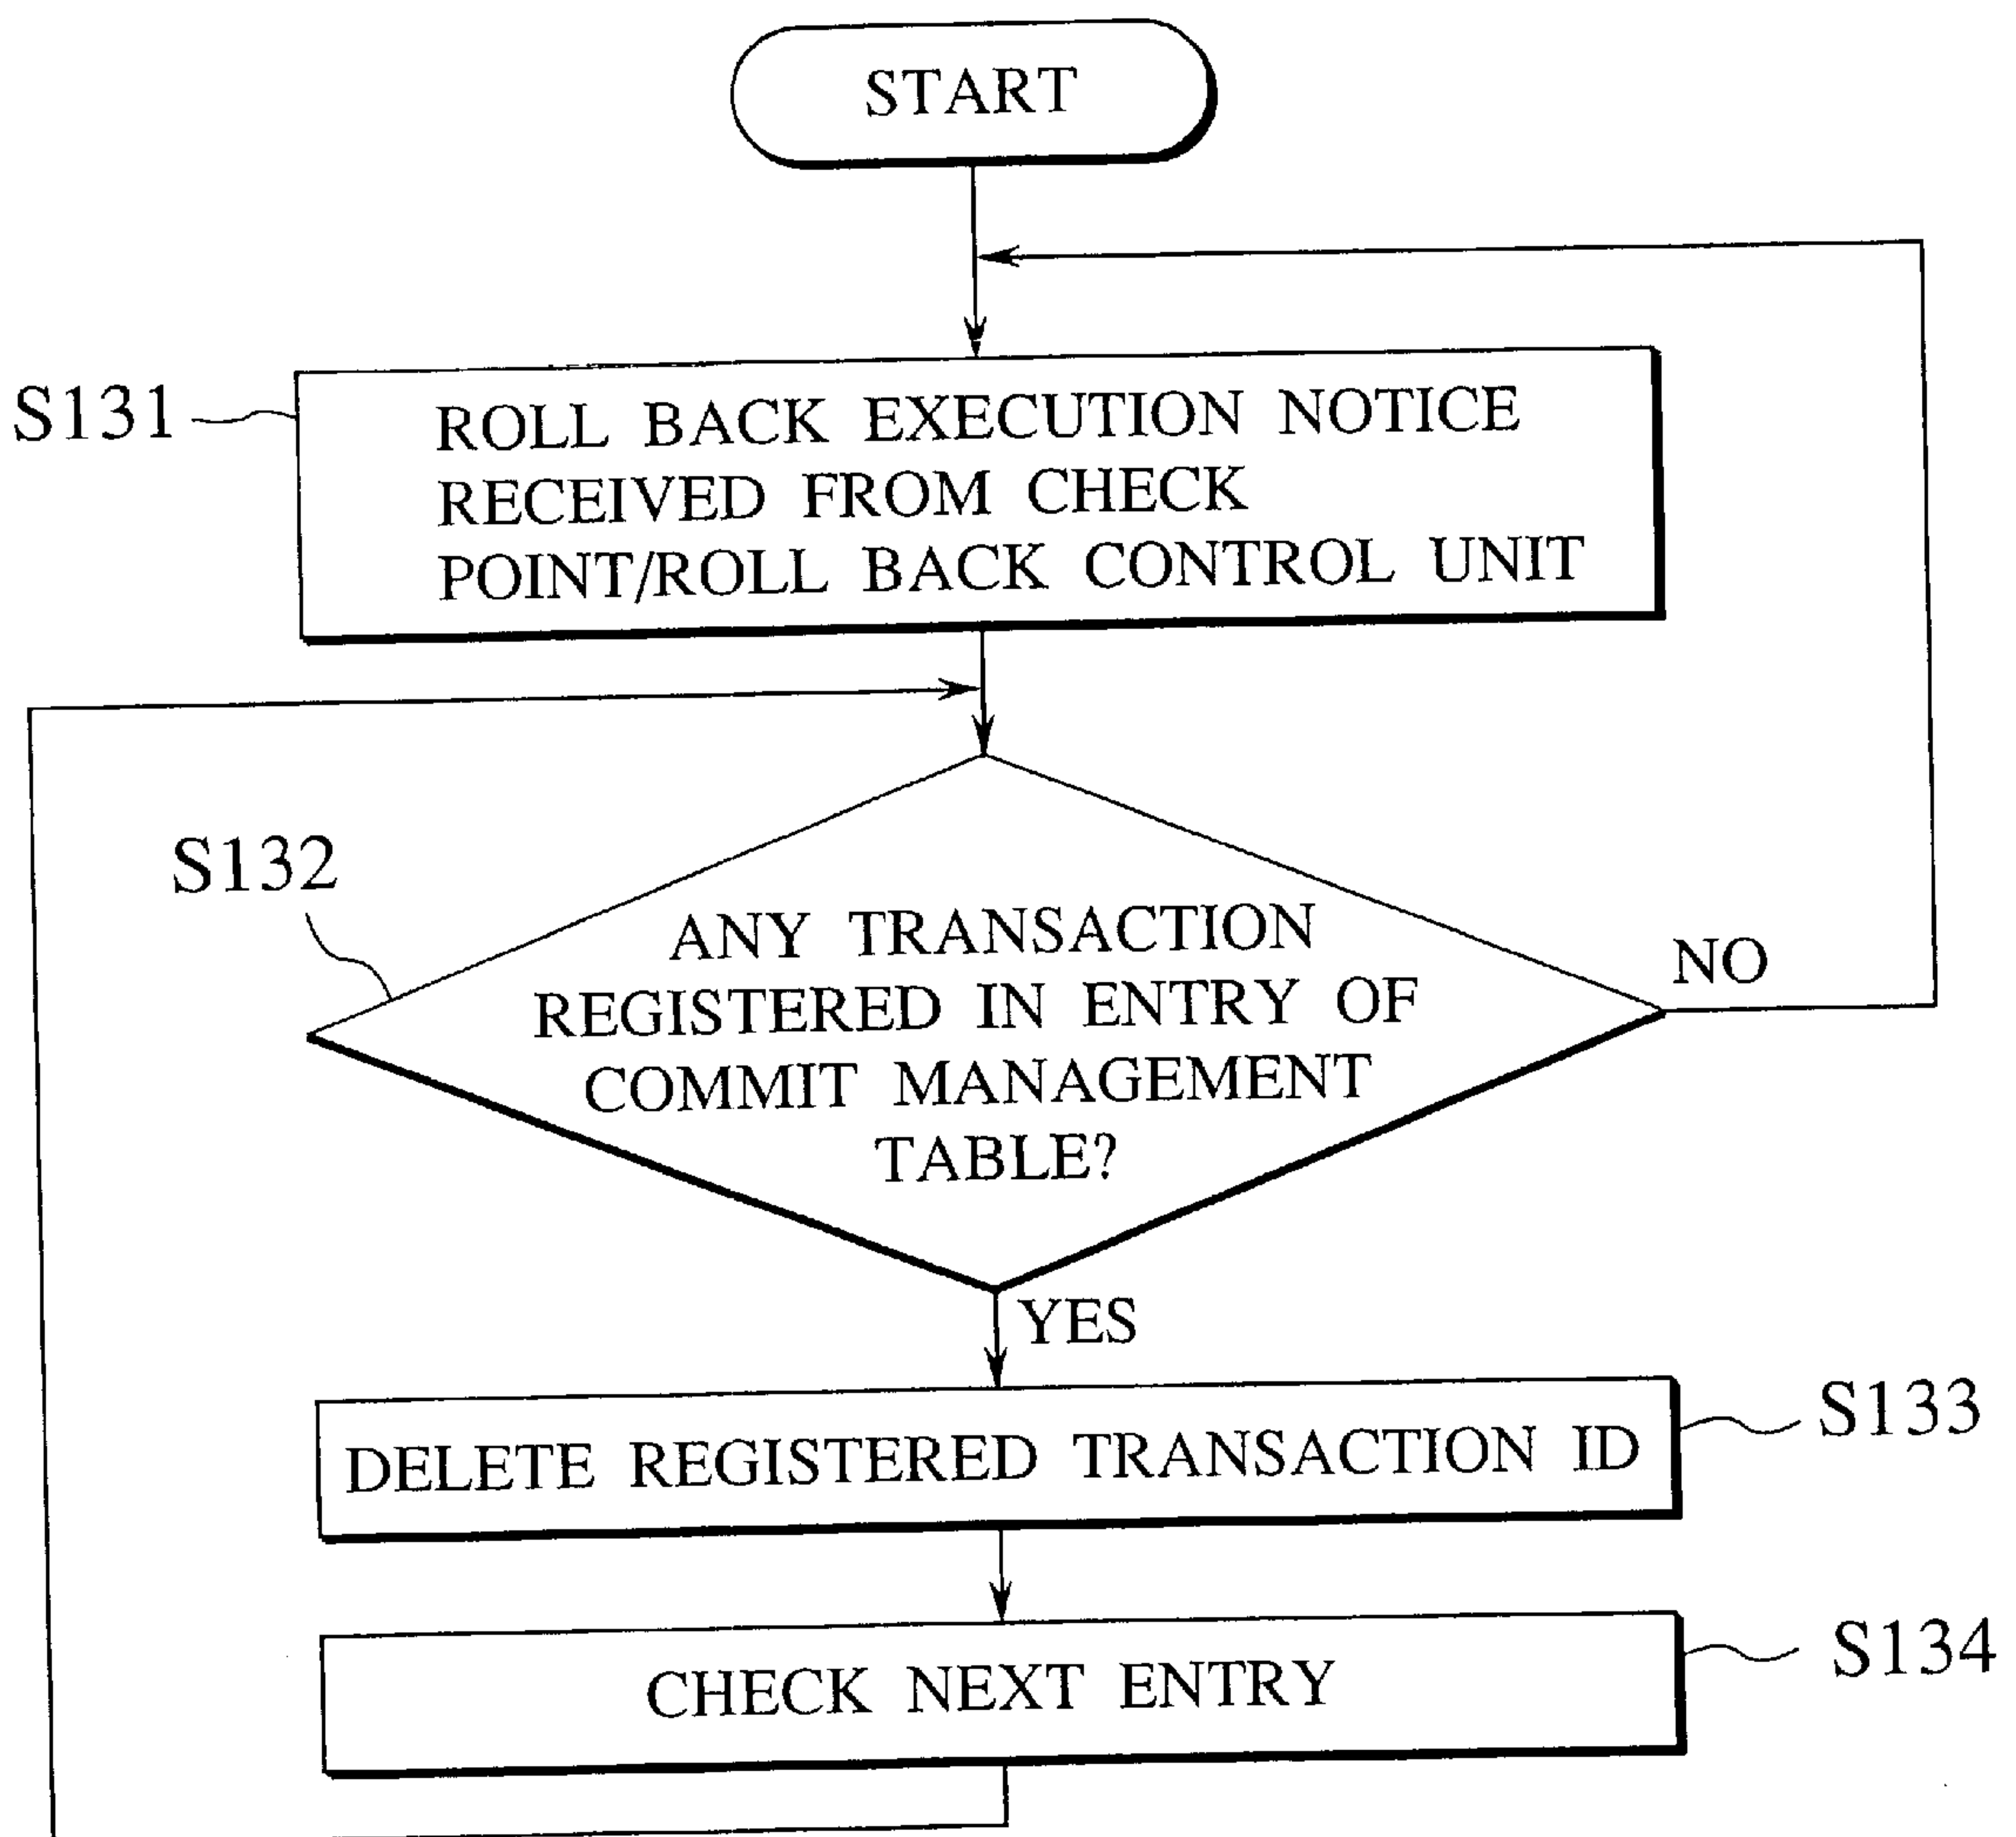 START
S131
ROLL BACK EXECUTION NOTICE
RECEIVED FROM CHECK
POINT/ROLL BACK CONTROL UNIT
S132
ANY TRANSACTION
REGISTERED IN ENTRY OF
COMMIT MANAGEMENT
TABLE?
NO
YES
DELETE REGISTERED TRANSACTION ID
S133
CHECK NEXT ENTRY
S134